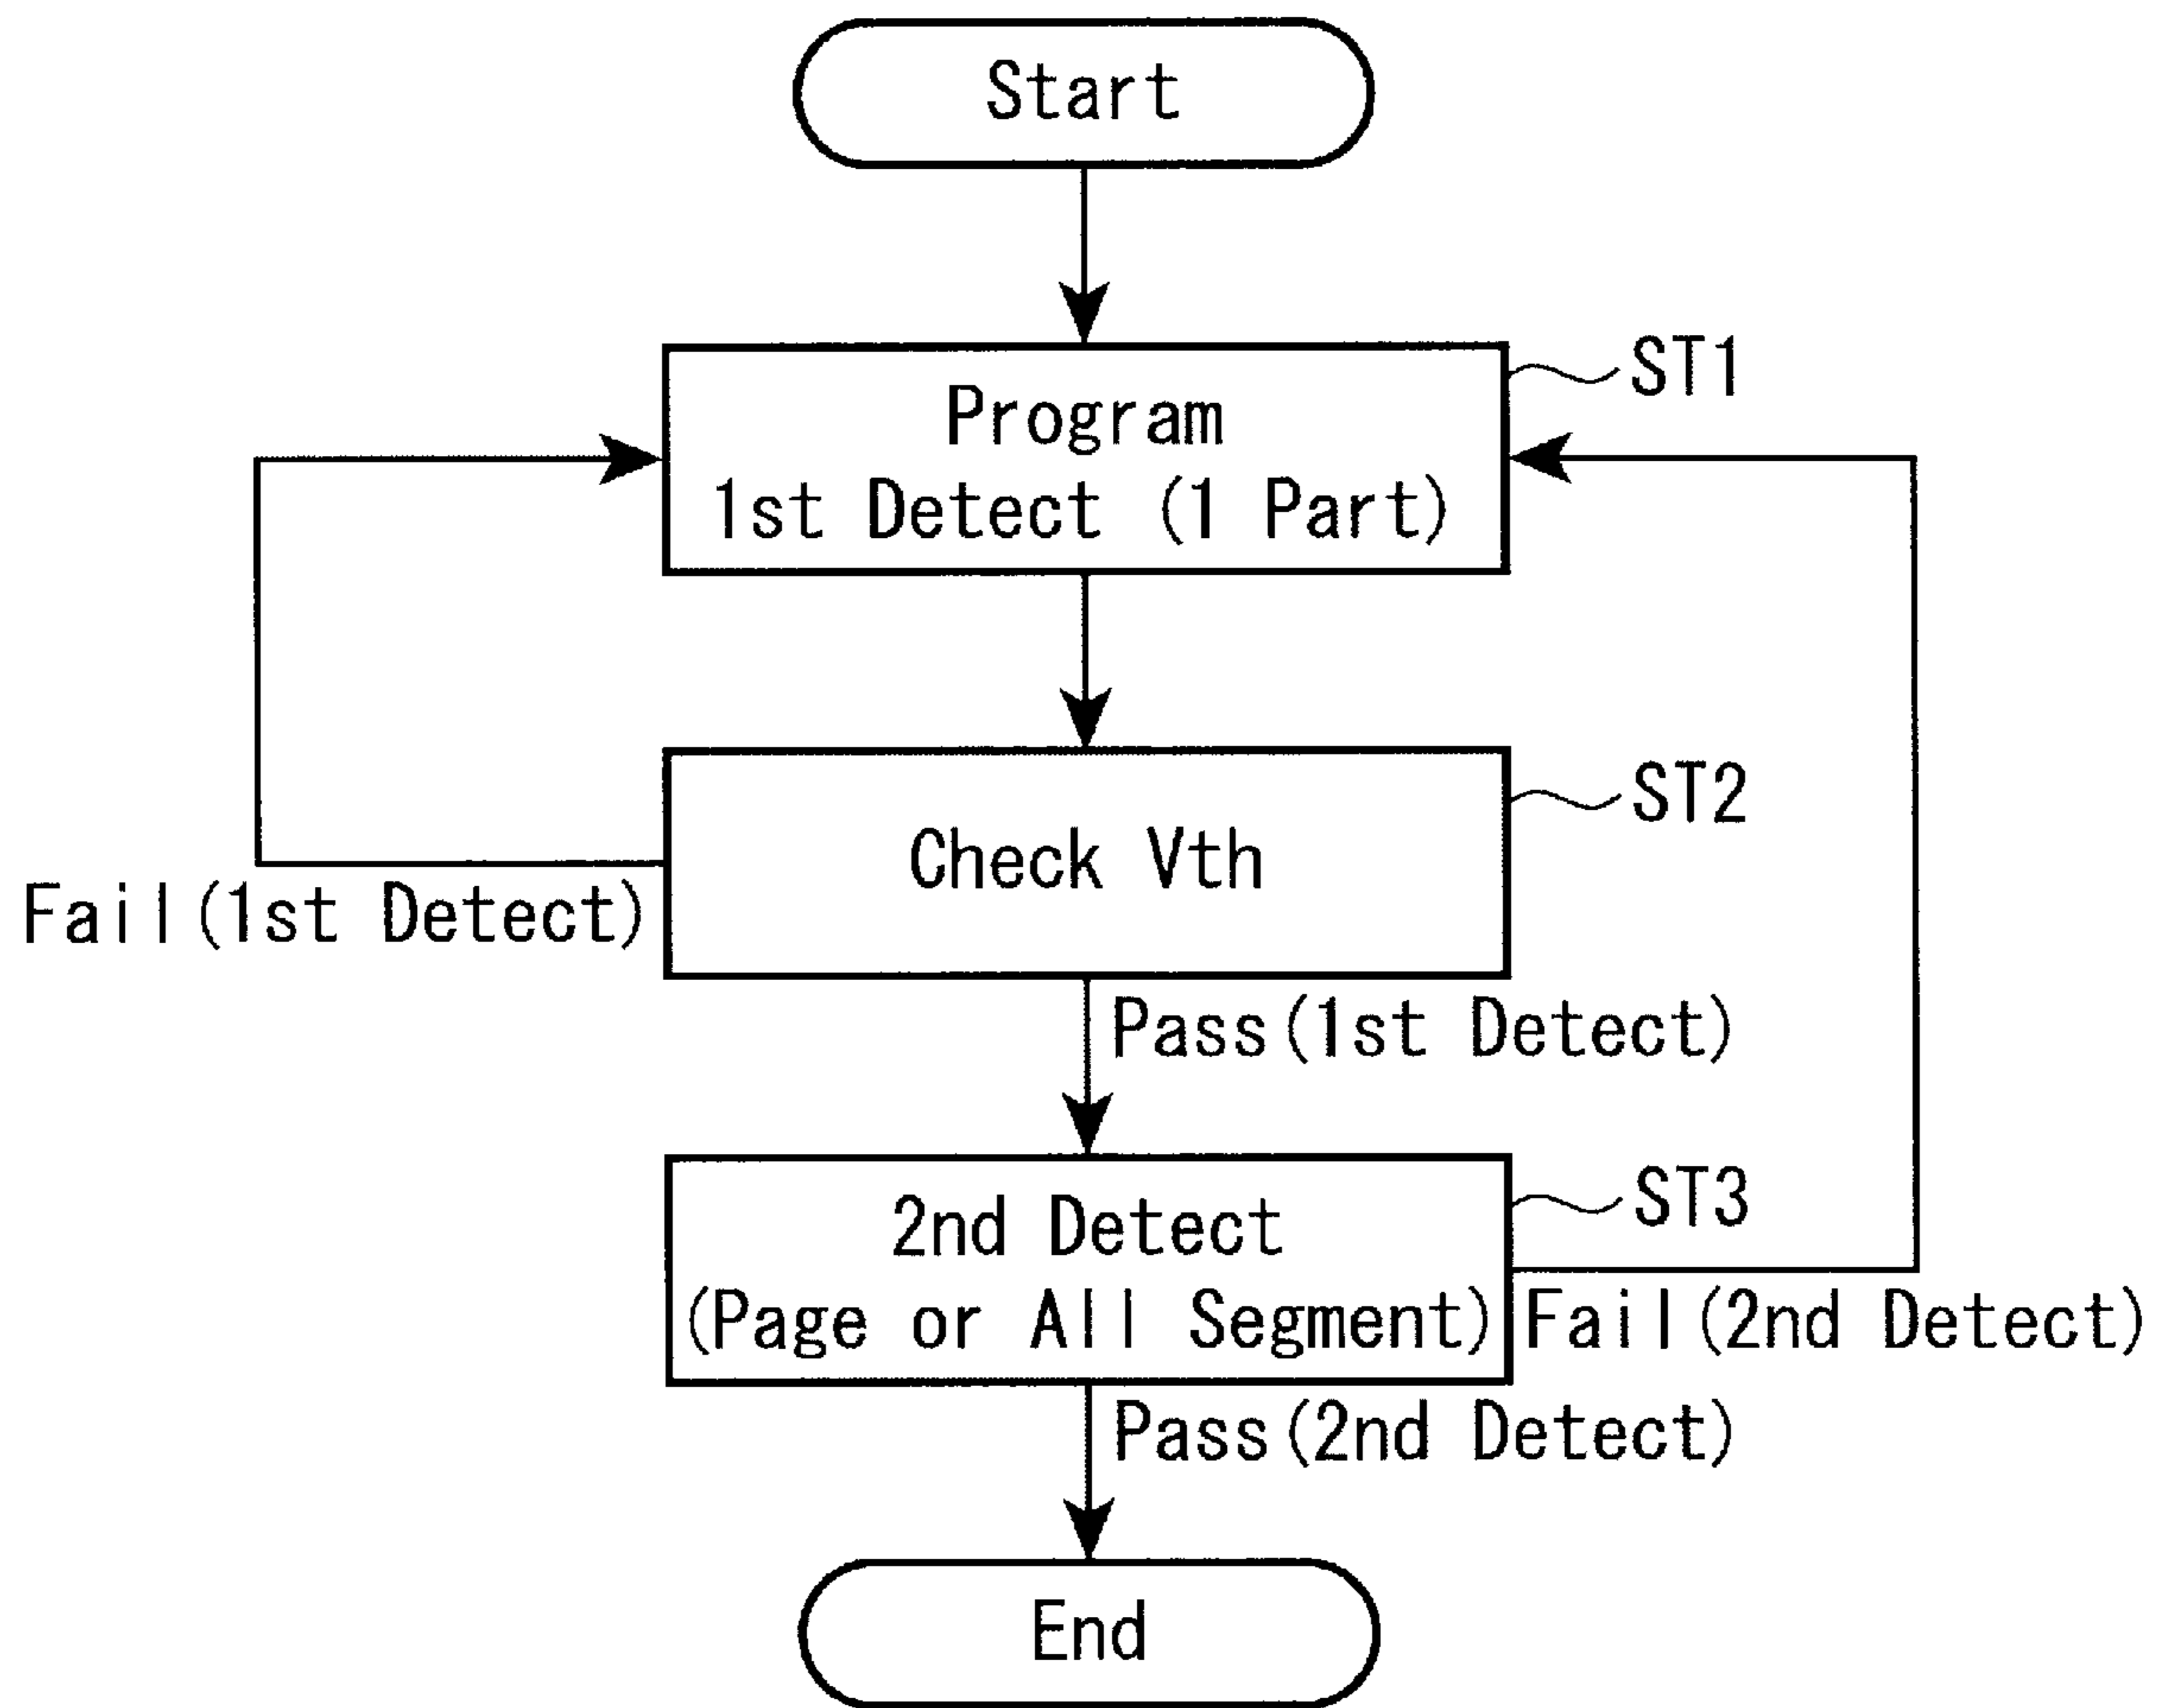 Start
Program
1st Detect (1 Part)
ST1
Check Vth
ST2
Fail(1st Detect)
Pass(1st Detect)
2nd Detect
(Page or All Segment)
ST3
Fail(2nd Detect)
Pass(2nd Detect)
End